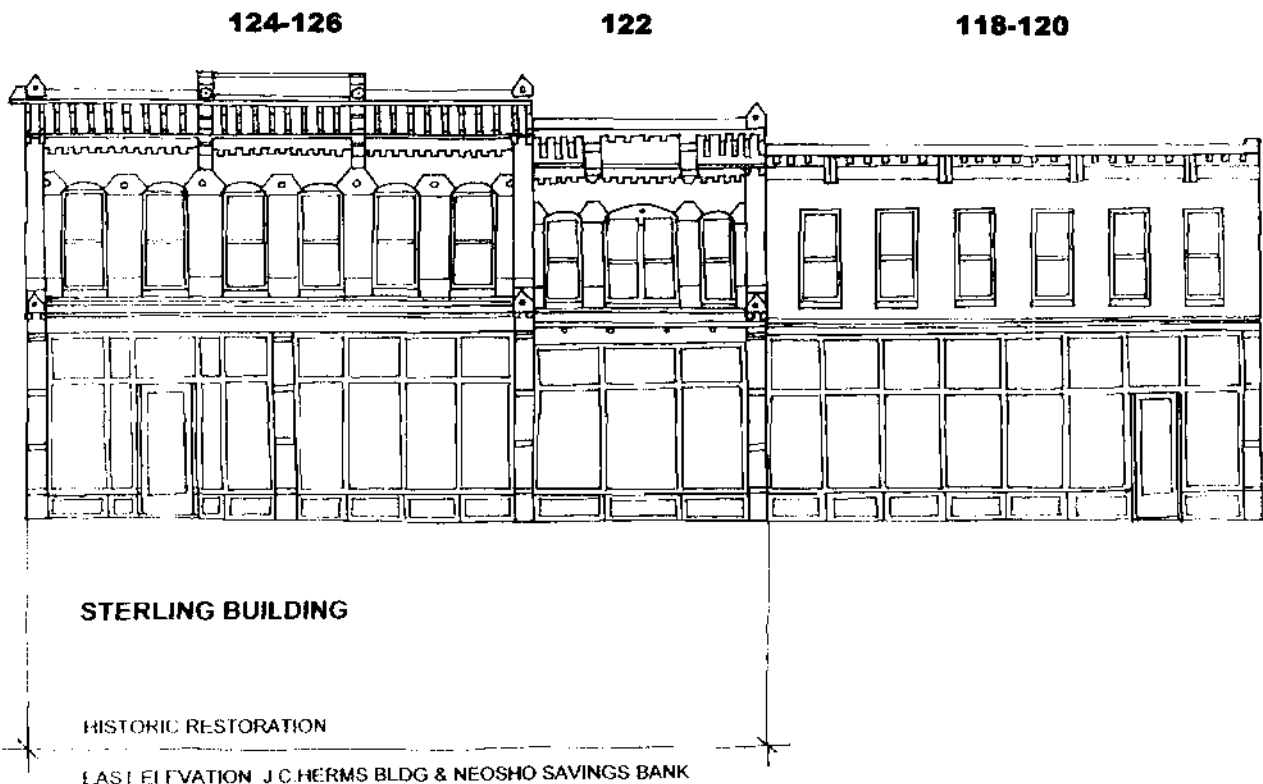 124-126 122 118-120
STERLING BUILDING
HISTORIC RESTORATION
EAST ELEVATION J.C.HERMS BLDG & NEOSHO SAVINGS BANK